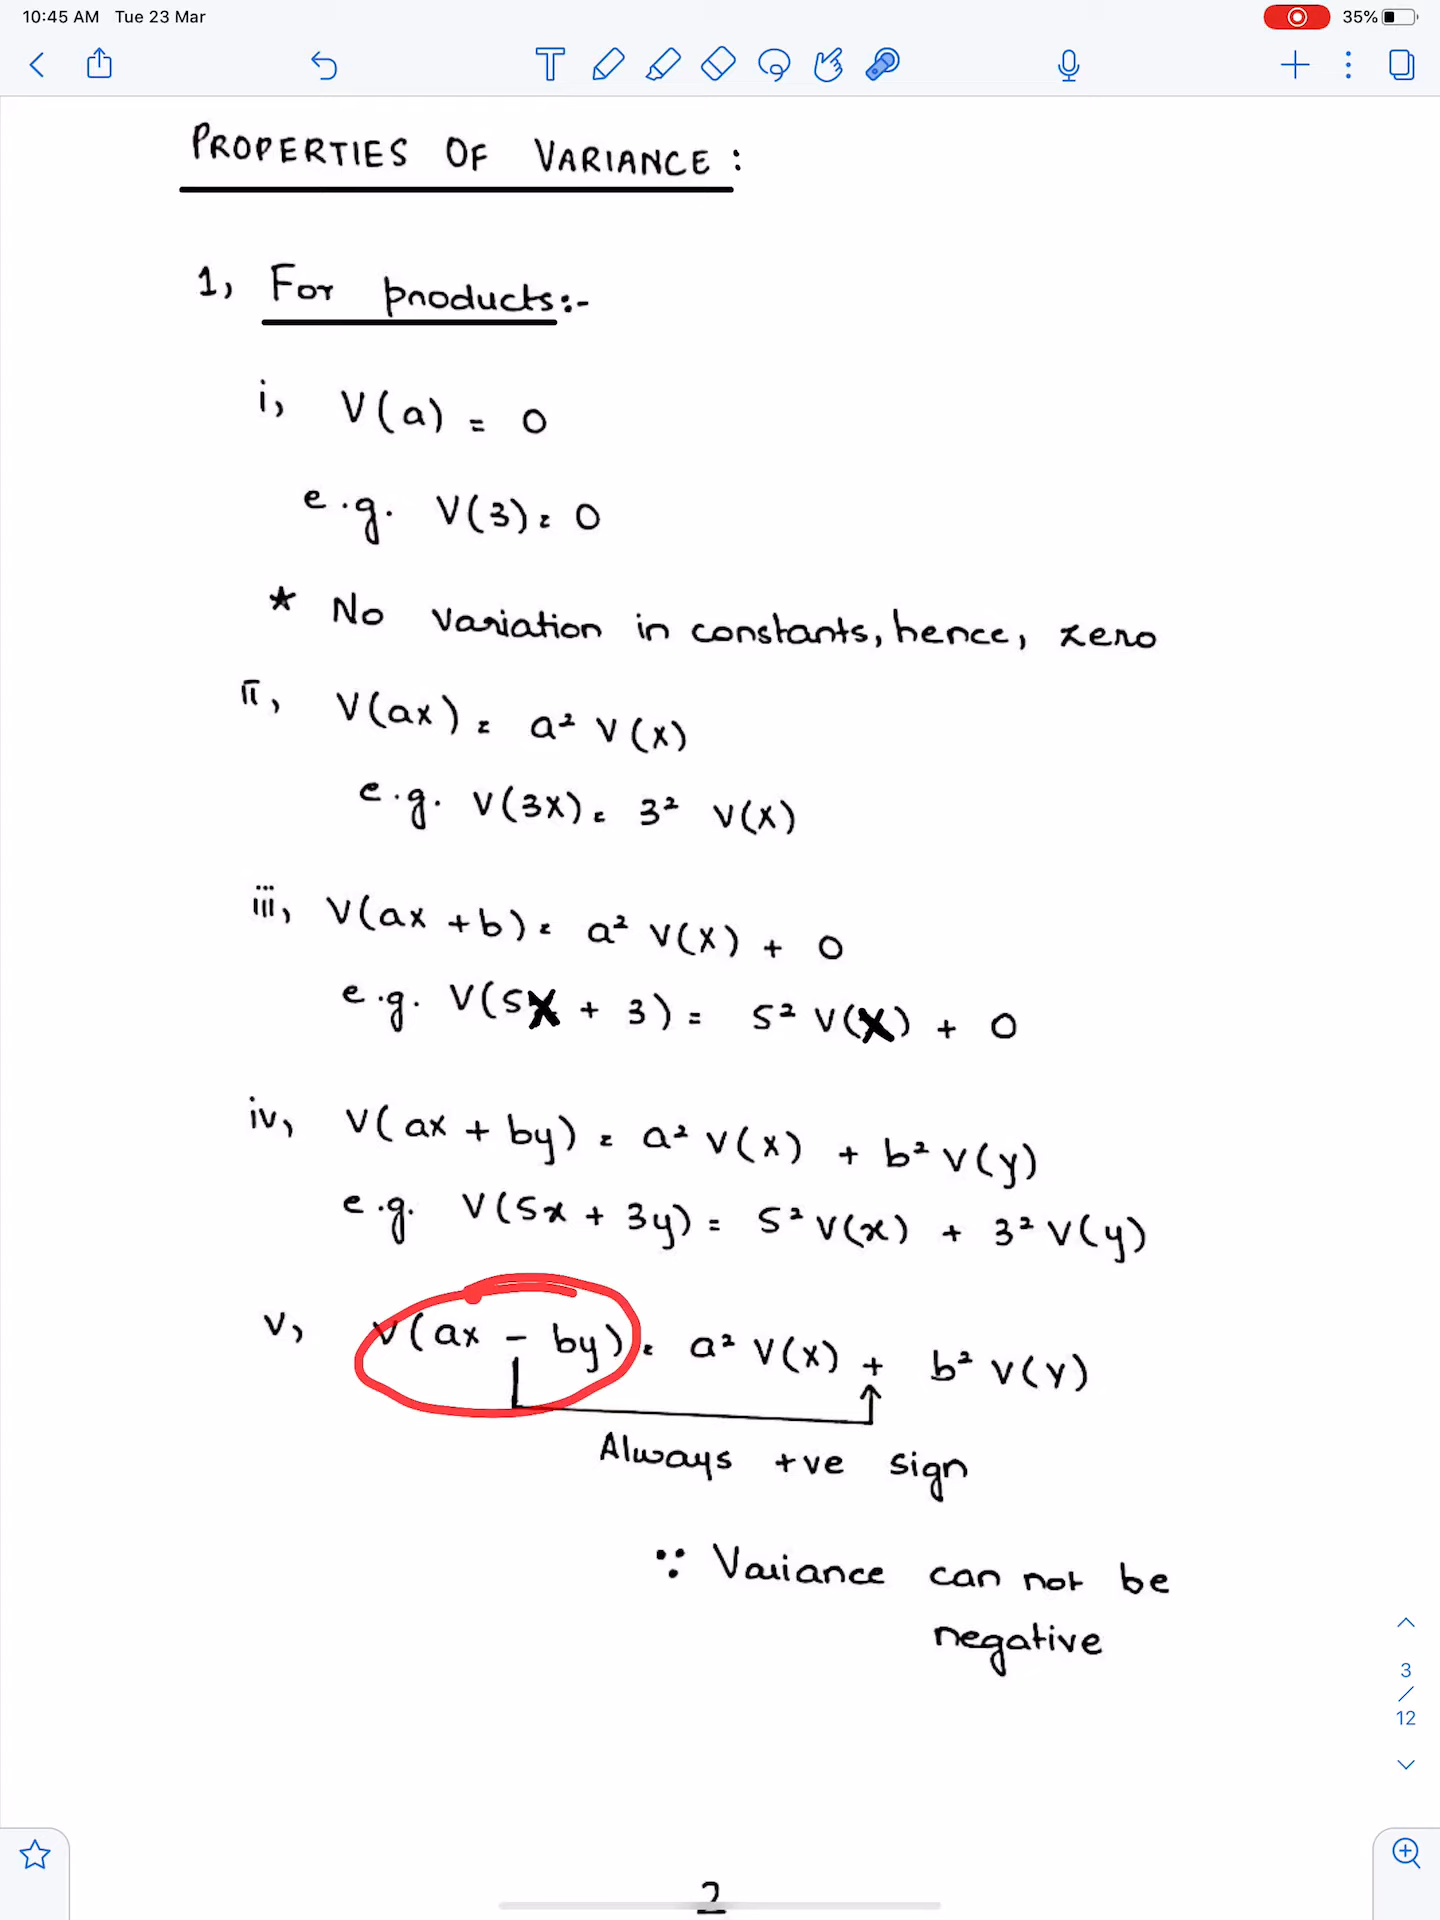 10:45 AM Tue 23 Mar
35%
PROPERTIES OF VARIANCE :
1, For products:-
i, V(a) = 0
e.g. V(3) = 0
* No variation in constants, hence, zero
ii, V(ax) = a² V(x)
e.g. V(3X) = 3² V(X)
iii, V(ax + b) = a² V(X) + 0
e.g. V(5X + 3) = 5² V(X) + 0
iv, V(ax + by) = a² V(x) + b² V(y)
e.g. V(5x + 3y) = 5² V(x) + 3² V(y)
v, V(ax - by) = a² V(X) + b² V(Y)
Always +ve sign
∵ Variance can not be
negative
3
/
12
2